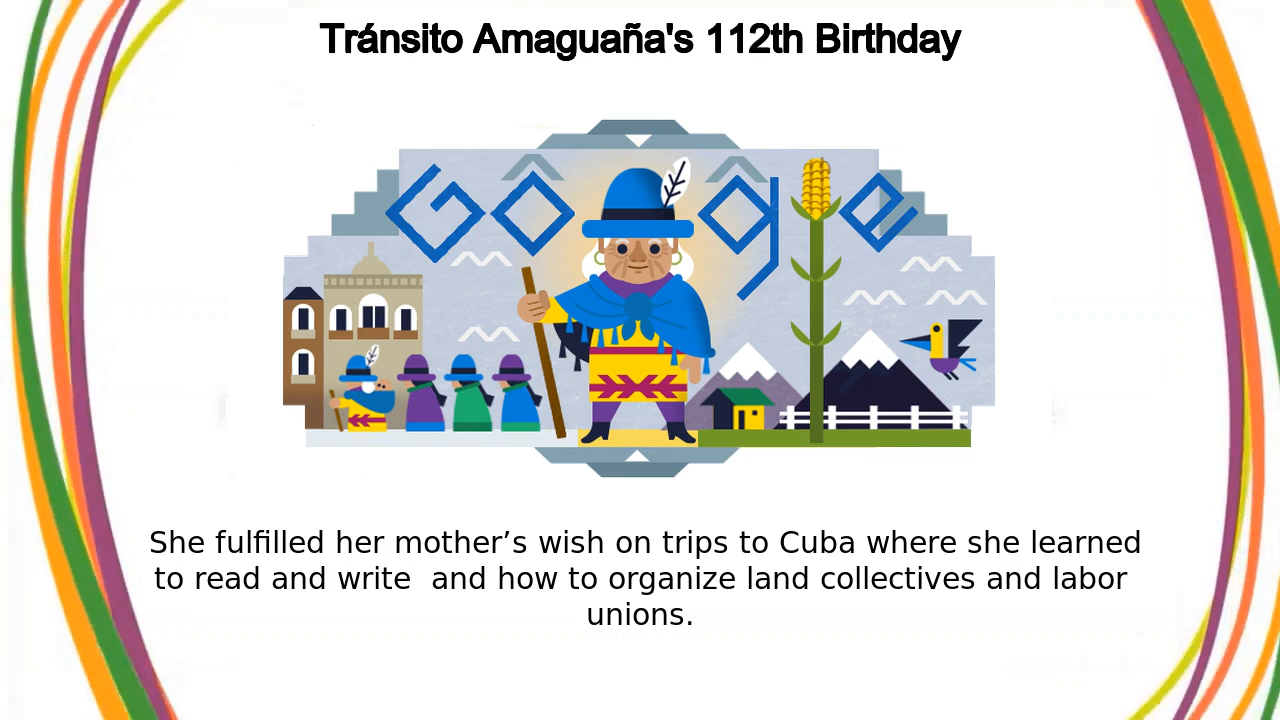 Tránsito Amaguaña's 112th Birthday
Google
She fulfilled her mother’s wish on trips to Cuba where she learned
to read and write  and how to organize land collectives and labor
unions.